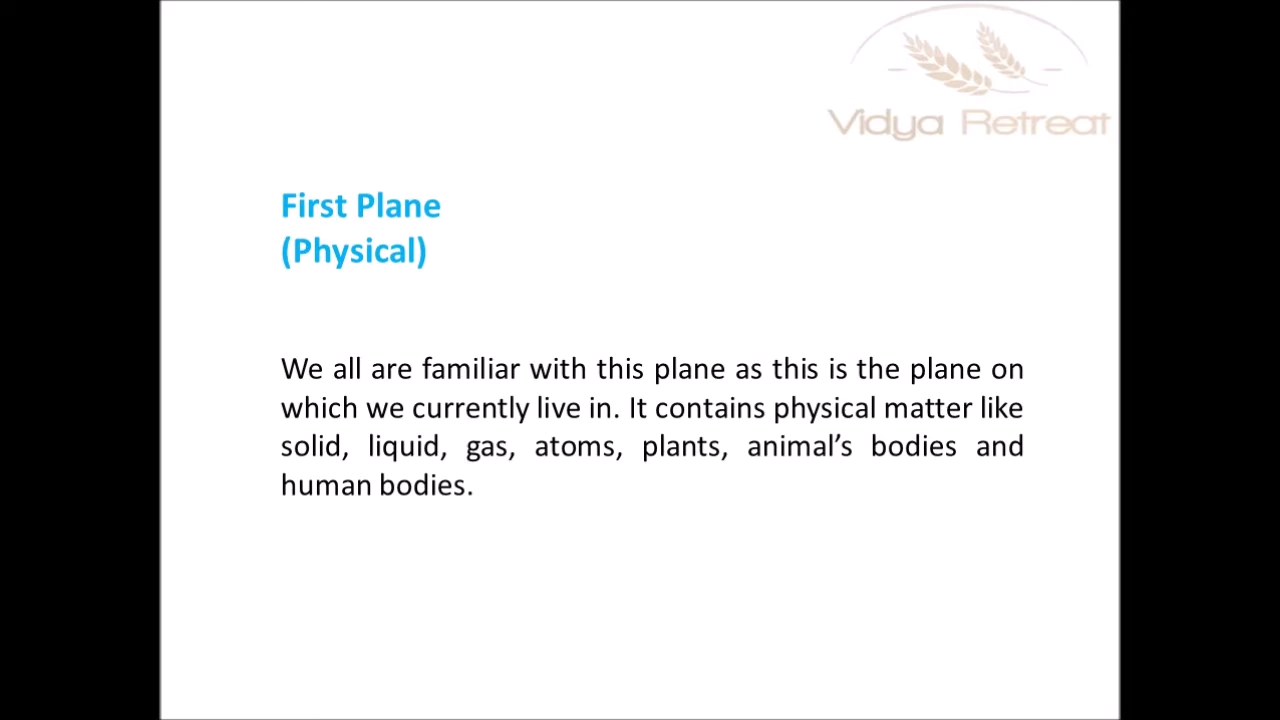 Vidya Retreat
First Plane
(Physical)
We all are familiar with this plane as this is the plane on
which we currently live in. It contains physical matter like
solid, liquid, gas, atoms, plants, animal’s bodies and
human bodies.